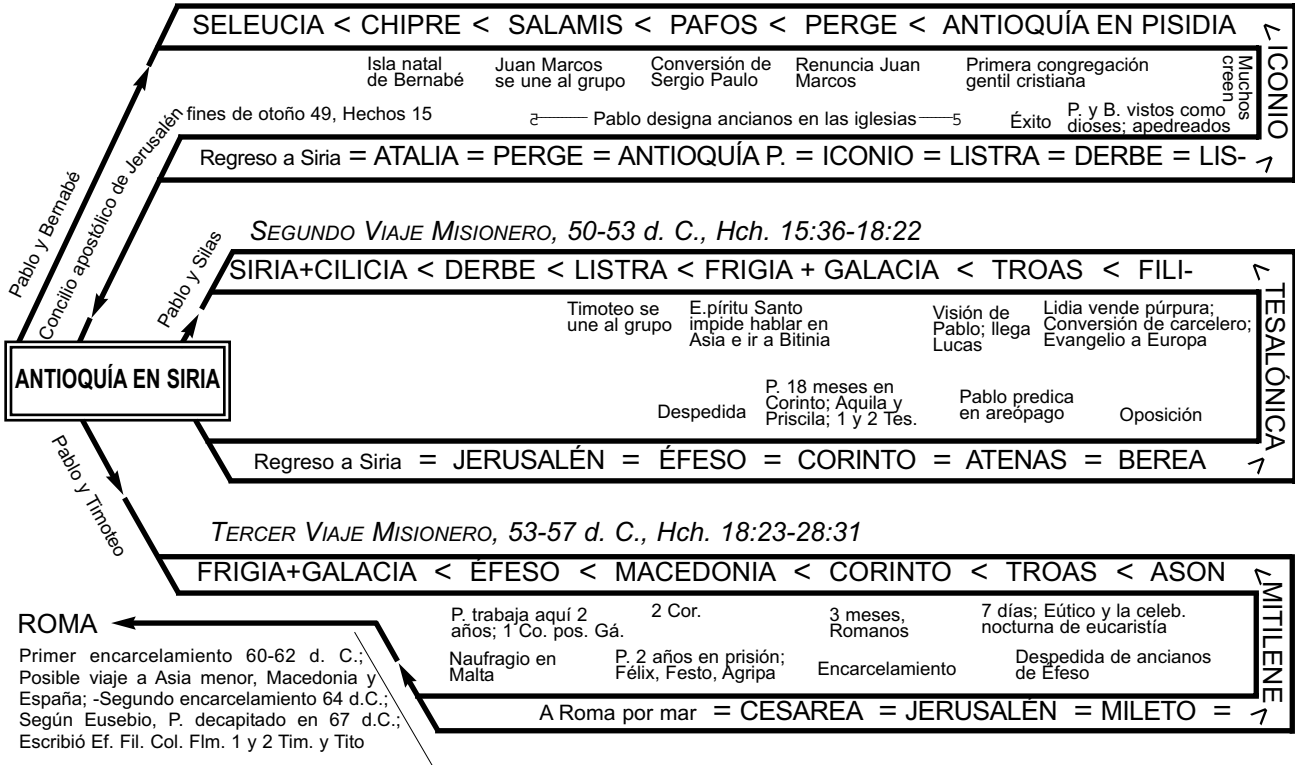 SELEUCIA < CHIPRE < SALAMIS < PAFOS < PERGE < ANTIOQUÍA EN PISIDIA <
ICONIO
Isla natal
de Bernabé
Juan Marcos
se une al grupo
Conversión de
Sergio Paulo
Renuncia Juan
Marcos
Primera congregación
gentil cristiana
Muchos
creen
fines de otoño 49, Hechos 15
Pablo designa ancianos en las iglesias
Éxito
P. y B. vistos como
dioses; apedreados
Regreso a Siria = ATALIA = PERGE = ANTIOQUÍA P. = ICONIO = LISTRA = DERBE = LIS-
Pablo y Bernabé
Concilio apostólico de Jerusalén
Pablo y Silas
ANTIOQUÍA EN SIRIA
Pablo y Timoteo
SEGUNDO VIAJE MISIONERO, 50-53 d. C., Hch. 15:36-18:22
SIRIA+CILICIA < DERBE < LISTRA < FRIGIA + GALACIA < TROAS < FILI-
< TESALÓNICA
Timoteo se
une al grupo
E.píritu Santo
impide hablar en
Asia e ir a Bitinia
Visión de
Pablo; llega
Lucas
Lidia vende púrpura;
Conversión de carcelero;
Evangelio a Europa
Despedida
P. 18 meses en
Corinto; Aquila y
Priscila; 1 y 2 Tes.
Pablo predica
en areópago
Oposición
Regreso a Siria = JERUSALÉN = ÉFESO = CORINTO = ATENAS = BEREA
TERCER VIAJE MISIONERO, 53-57 d. C., Hch. 18:23-28:31
FRIGIA+GALACIA < ÉFESO < MACEDONIA < CORINTO < TROAS < ASON
< MITILENE
P. trabaja aquí 2
años; 1 Co. pos. Gá.
2 Cor.
3 meses,
Romanos
7 días; Eútico y la celeb.
nocturna de eucaristía
Naufragio en
Malta
P. 2 años en prisión;
Félix, Festo, Agripa
Encarcelamiento
Despedida de ancianos
de Éfeso
A Roma por mar = CESAREA = JERUSALÉN = MILETO =
ROMA
Primer encarcelamiento 60-62 d. C.;
Posible viaje a Asia menor, Macedonia y
España; -Segundo encarcelamiento 64 d.C.;
Según Eusebio, P. decapitado en 67 d.C.;
Escribió Ef. Fil. Col. Flm. 1 y 2 Tim. y Tito